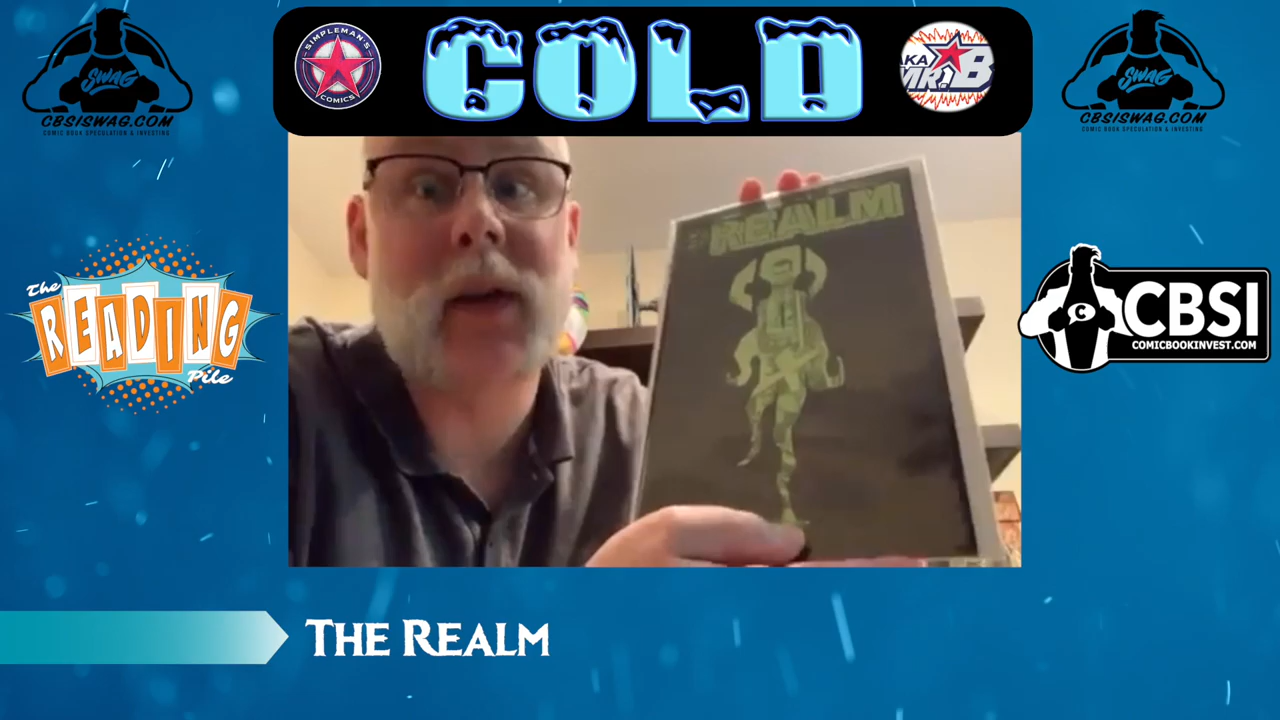 SWAG
CBSISWAG.COM
COMIC BOOK SPECULATION & INVESTING
SIMPLEMAN'S
COMICS
COLD
KA
MR.B
SWAG
CBSISWAG.COM
COMIC BOOK SPECULATION & INVESTING
The
READING
Pile
REALM
C
CBSI
COMICBOOKINVEST.COM
THE REALM